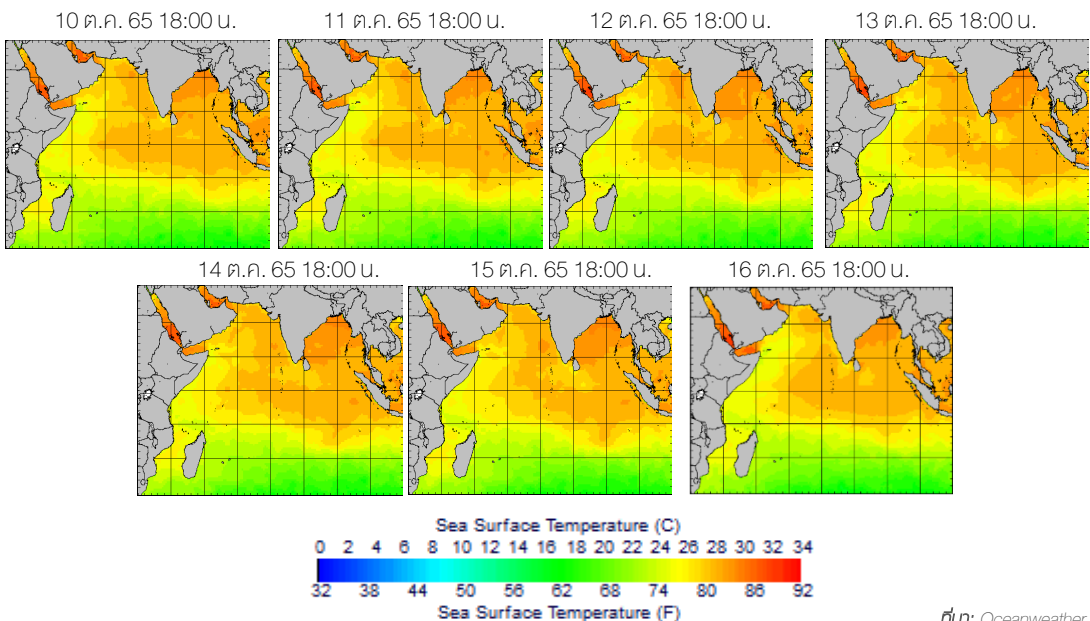 10 ต.ค. 65 18:00 น.
11 ต.ค. 65 18:00 น.
12 ต.ค. 65 18:00 น.
13 ต.ค. 65 18:00 น.
14 ต.ค. 65 18:00 น.
15 ต.ค. 65 18:00 น.
16 ต.ค. 65 18:00 น.
Sea Surface Temperature (C)
0 2 4 6 8 10 12 14 16 18 20 22 24 26 28 30 32 34
32 38 44 50 56 62 68 74 80 86 92
Sea Surface Temperature (F)
ที่มา: Oceanweather